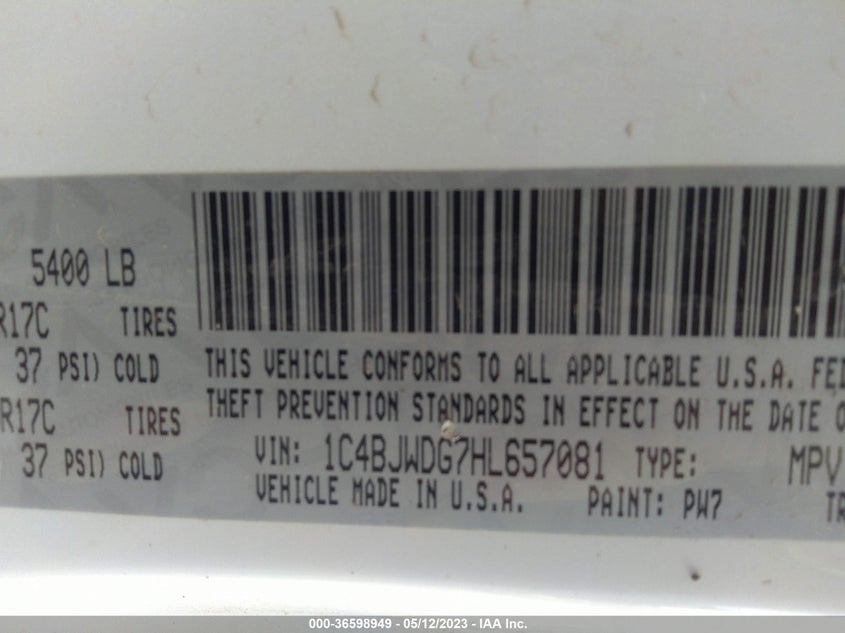 5400 LB
R17C TIRES
37 PSI) COLD
R17C TIRES
37 PSI) COLD
THIS VEHICLE CONFORMS TO ALL APPLICABLE U.S.A. FED
THEFT PREVENTION STANDARDS IN EFFECT ON THE DATE O
VIN: 1C4BJWDG7HL657081 TYPE: MPV
VEHICLE MADE IN U.S.A. PAINT: PW7 TR
000-36598949 - 05/12/2023 - IAA Inc.